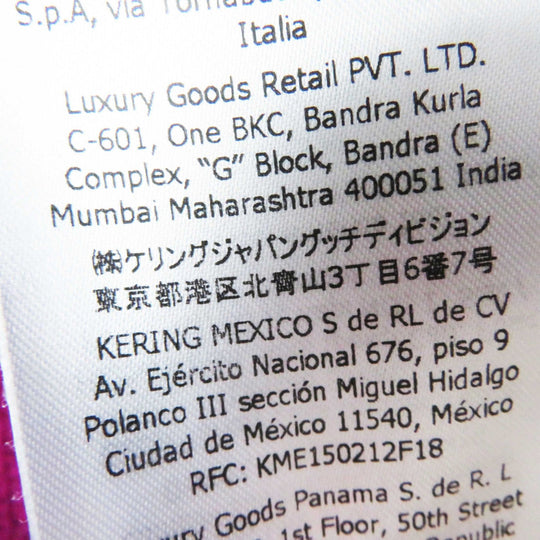 S.p.A, via Tornabuoni
Italia
Luxury Goods Retail PVT. LTD.
C-601, One BKC, Bandra Kurla
Complex, “G” Block, Bandra (E)
Mumbai Maharashtra 400051 India
㈱ケリングジャパングッチディビジョン
東京都港区北青山3丁目6番7号
KERING MEXICO S de RL de CV
Av. Ejército Nacional 676, piso 9
Polanco III sección Miguel Hidalgo
Ciudad de México 11540, México
RFC: KME150212F18
Luxury Goods Panama S. de R. L
1st Floor, 50th Street
Republic